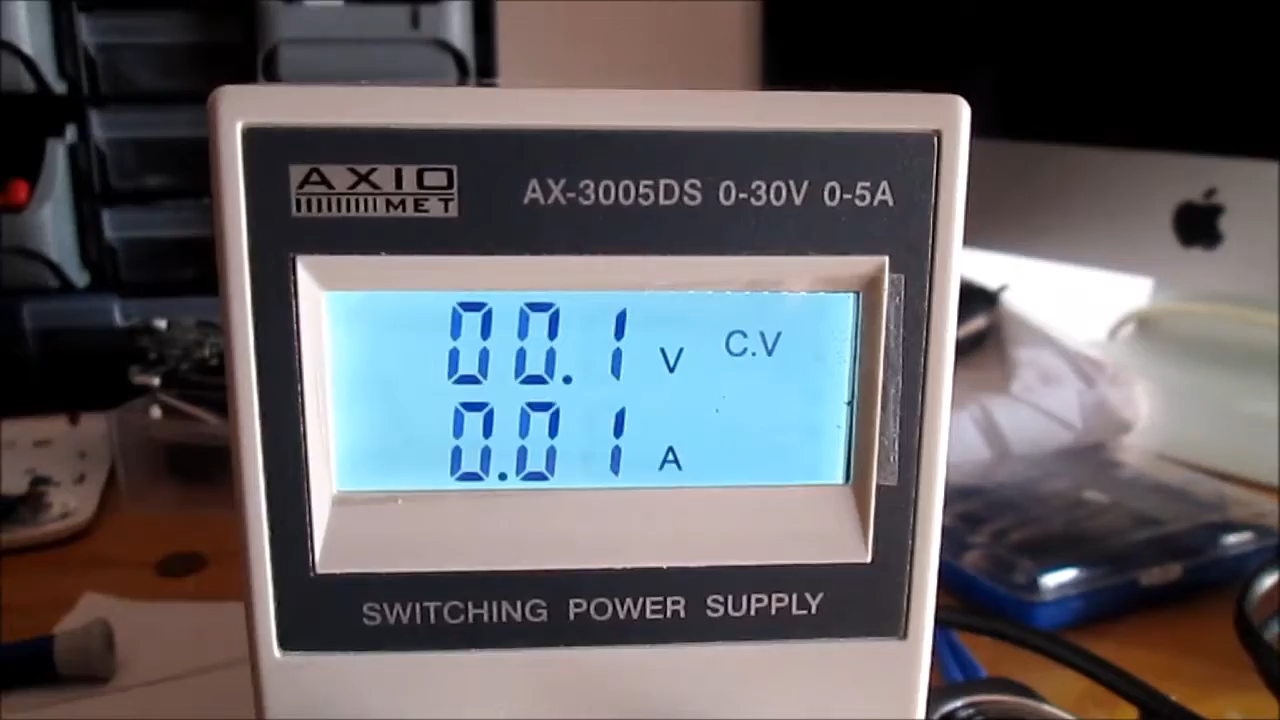 AXIO
MET
AX-3005DS 0-30V 0-5A
00.1 V C.V
0.01 A
SWITCHING POWER SUPPLY